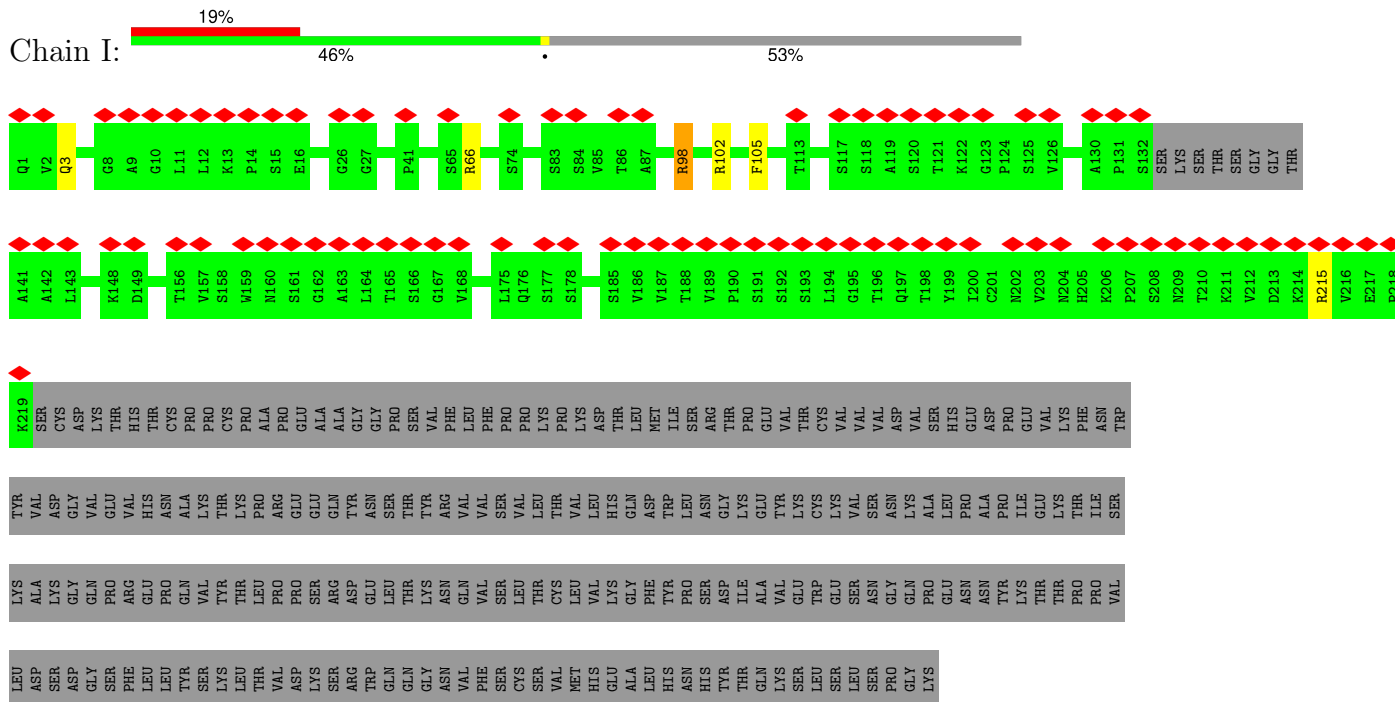 19%
Chain I:
46% • 53%
Q1 V2 Q3 G8 A9 G10 L11 L12 K13 P14 S15 E16 G26 G27 P41 S65 R66 S74 S83 S84 V85 T86 A87 R98 R102 F105 T113 S117 S118 A119 S120 T121 K122 G123 P124 S125 V126 A130 P131 S132 SER LYS SER THR SER GLY GLY THR
A141 A142 L143 K148 D149 T156 V157 S158 W159 N160 S161 G162 A163 L164 T165 S166 G167 V168 L175 Q176 S177 S178 S185 V186 V187 T188 V189 P190 S191 S192 S193 L194 G195 T196 Q197 T198 Y199 I200 C201 N202 V203 N204 H205 K206 P207 S208 N209 T210 K211 V212 D213 K214 R215 V216 E217 P218
K219 SER CYS ASP LYS THR HIS THR CYS PRO PRO CYS PRO ALA PRO GLU ALA ALA GLY GLY PRO SER VAL PHE LEU PHE PRO PRO LYS PRO LYS ASP THR LEU MET ILE SER ARG THR PRO GLU VAL THR CYS VAL VAL VAL ASP VAL SER HIS GLU ASP PRO GLU VAL LYS PHE ASN TRP
TYR VAL ASP GLY VAL GLU VAL HIS ASN ALA LYS THR LYS PRO ARG GLU GLU GLN TYR ASN SER THR TYR ARG VAL VAL SER VAL LEU THR VAL LEU HIS GLN ASP TRP LEU ASN GLY LYS GLU TYR LYS CYS LYS VAL SER ASN LYS ALA LEU PRO ALA PRO ILE GLU LYS THR ILE SER
LYS ALA LYS GLY GLN PRO ARG GLU PRO GLN VAL TYR THR LEU PRO PRO SER ARG ASP GLU LEU THR LYS ASN GLN VAL SER LEU THR CYS LEU VAL LYS GLY PHE TYR PRO SER ASP ILE ALA VAL GLU TRP GLU SER ASN GLY GLN PRO GLU ASN ASN TYR LYS THR THR PRO PRO VAL
LEU ASP SER ASP GLY SER PHE LEU LEU TYR SER LYS LEU THR VAL ASP LYS SER ARG TRP GLN GLN GLY ASN VAL PHE SER CYS SER VAL MET HIS GLU ALA LEU HIS ASN HIS TYR THR GLN LYS SER LEU SER LEU SER PRO GLY LYS